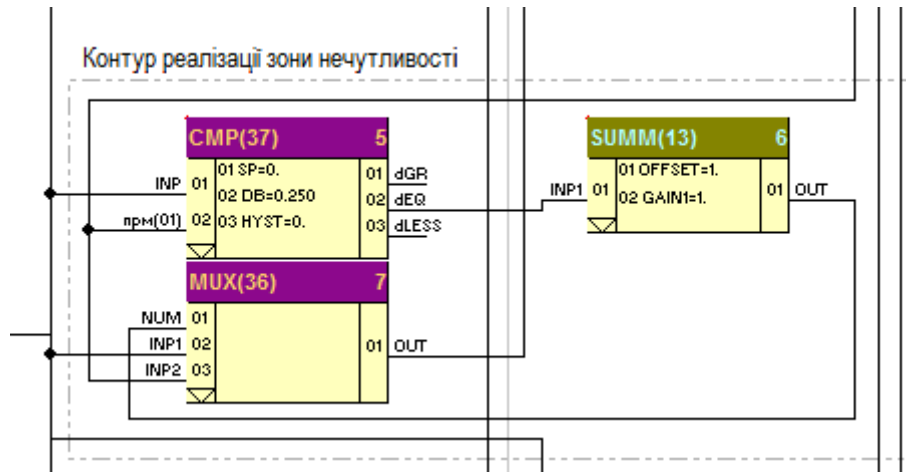 Контур реалізації зони нечутливості
CMP(37) 5
INP 01
прм(01) 02
01 SP=0.
02 DB=0.250
03 HYST=0.
01 dGR
02 dEQ
03 dLESS
SUMM(13) 6
INP1 01
01 OFFSET=1.
02 GAIN1=1.
01 OUT
MUX(36) 7
NUM 01
INP1 02
INP2 03
01 OUT